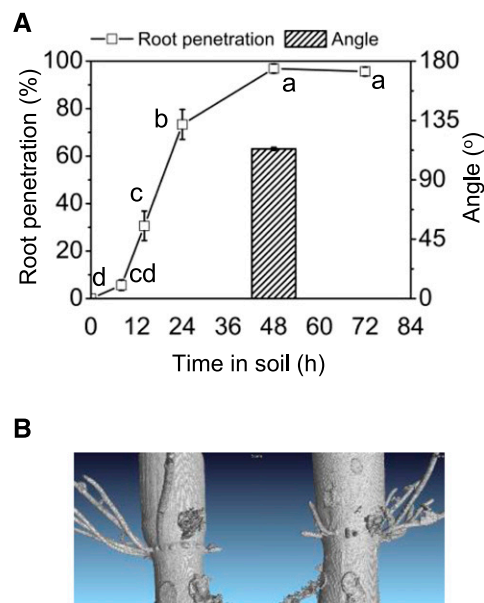 A
Root penetration Angle
100 180
80 135
60 90
40 45
20
0 0
Root penetration (%)
Angle (o)
d cd c b a a
0 12 24 36 48 60 72 84
Time in soil (h)
B